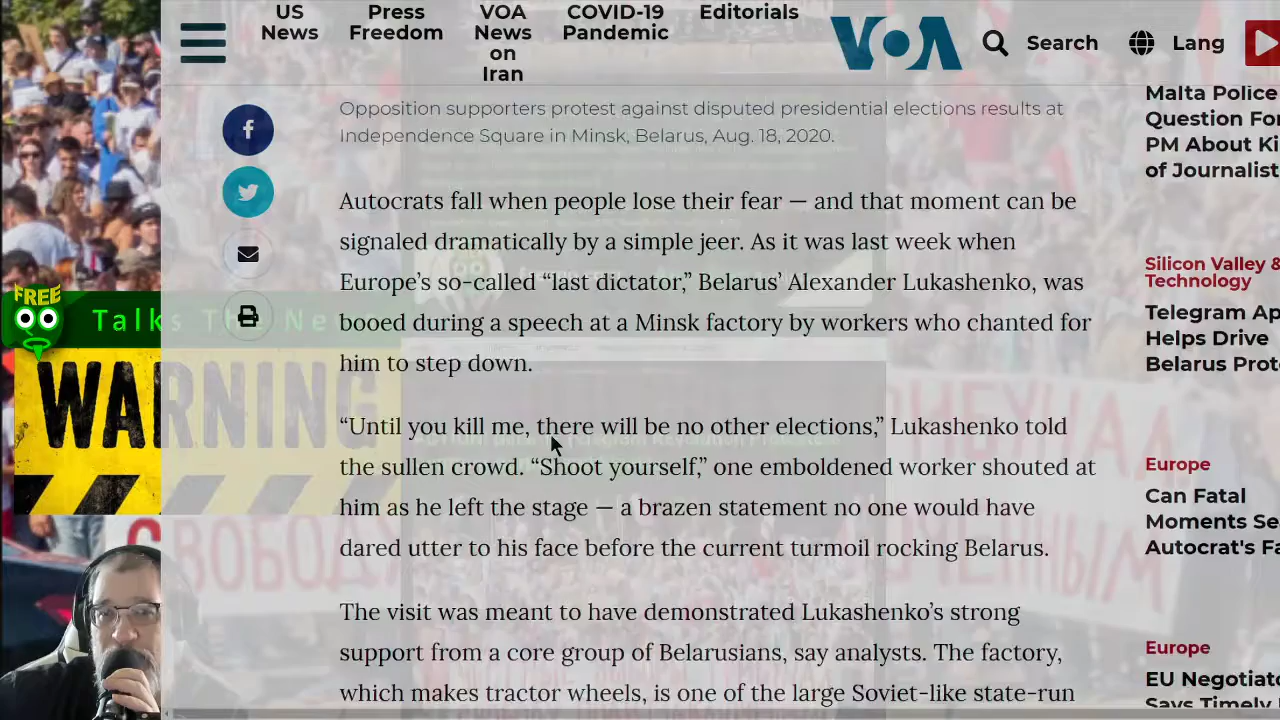 US News
Press Freedom
VOA News on Iran
COVID-19 Pandemic
Editorials
VOA
Search
Lang
Opposition supporters protest against disputed presidential elections results at
Independence Square in Minsk, Belarus, Aug. 18, 2020.
Autocrats fall when people lose their fear — and that moment can be
signaled dramatically by a simple jeer. As it was last week when
Europe’s so-called “last dictator,” Belarus’ Alexander Lukashenko, was
booed during a speech at a Minsk factory by workers who chanted for
him to step down.
“Until you kill me, there will be no other elections,” Lukashenko told
the sullen crowd. “Shoot yourself,” one emboldened worker shouted at
him as he left the stage — a brazen statement no one would have
dared utter to his face before the current turmoil rocking Belarus.
The visit was meant to have demonstrated Lukashenko’s strong
support from a core group of Belarusians, say analysts. The factory,
which makes tractor wheels, is one of the large Soviet-like state-run
Malta Police
Question
PM About
of Journalist
Silicon Valley &
Technology
Telegram
Helps Drive
Belarus
Europe
Can Fatal
Moments
Autocrat's
Europe
EU
Says Timely
FREE
Talks The
WARNING